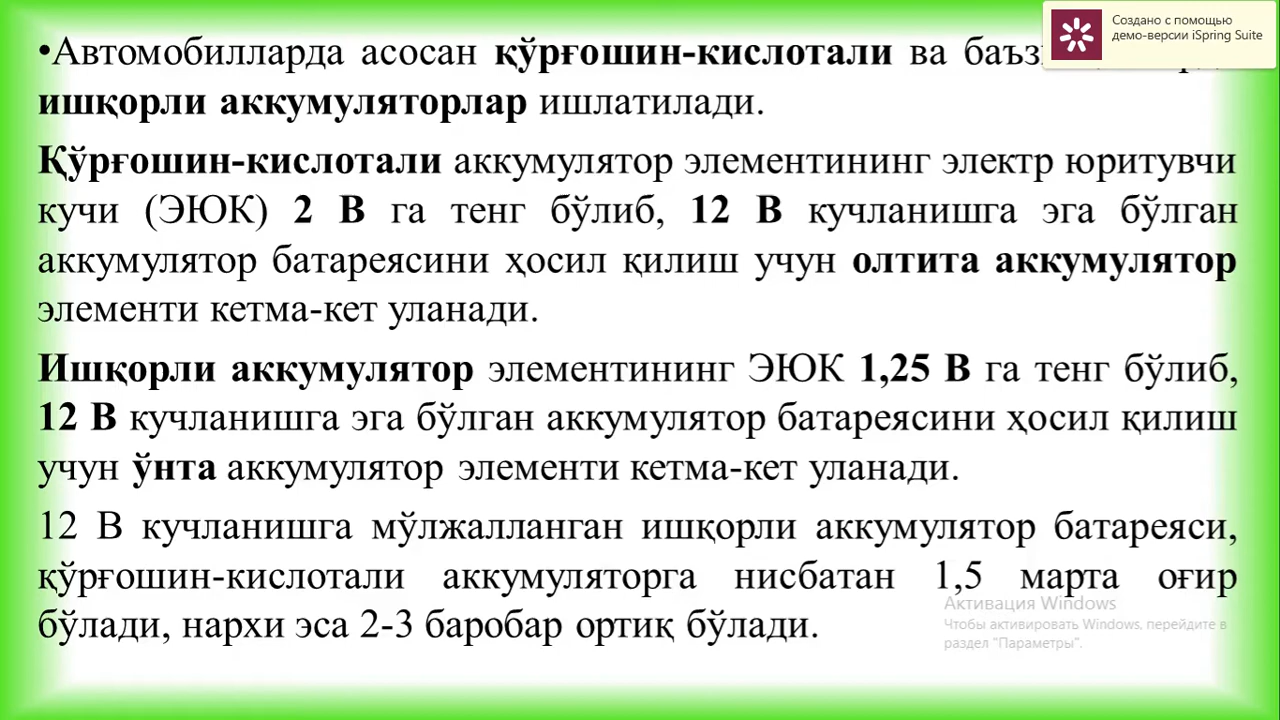 •Автомобилларда асосан қўрғошин-кислотали ва баъзи
ишқорли аккумуляторлар ишлатилади.
Қўрғошин-кислотали аккумулятор элементининг электр юритувчи
кучи (ЭЮК) 2 В га тенг бўлиб, 12 В кучланишга эга бўлган
аккумулятор батареясини ҳосил қилиш учун олтита аккумулятор
элементи кетма-кет уланади.
Ишқорли аккумулятор элементининг ЭЮК 1,25 В га тенг бўлиб,
12 В кучланишга эга бўлган аккумулятор батареясини ҳосил қилиш
учун ўнта аккумулятор элементи кетма-кет уланади.
12 В кучланишга мўлжалланган ишқорли аккумулятор батареяси,
қўрғошин-кислотали аккумуляторга нисбатан 1,5 марта оғир
бўлади, нархи эса 2-3 баробар ортиқ бўлади.
Создано с помощью
демо-версии iSpring Suite
Активация Windows
Чтобы активировать Windows, перейдите в
раздел "Параметры".